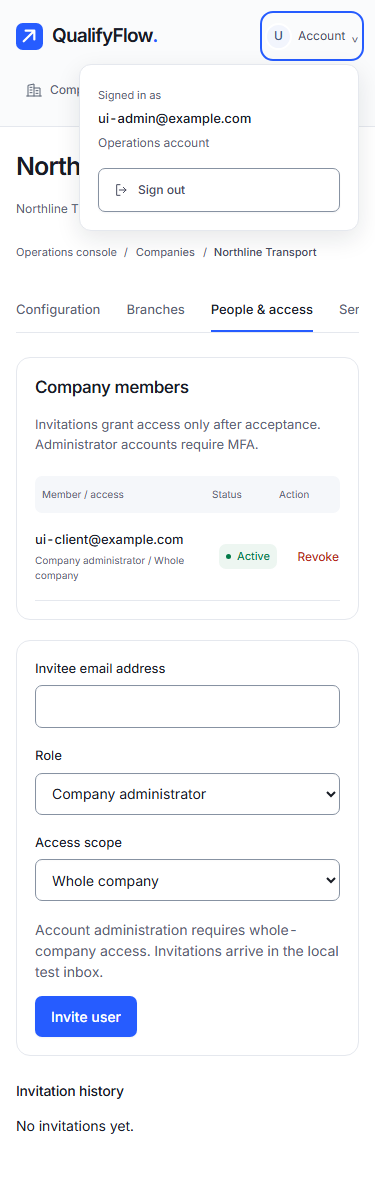 QualifyFlow.
U Account
Comp
Signed in as
ui-admin@example.com
Operations account
Sign out
North
Northline T
Operations console / Companies / Northline Transport
Configuration Branches People & access Ser
Company members
Invitations grant access only after acceptance.
Administrator accounts require MFA.
Member / access Status Action
ui-client@example.com
Company administrator / Whole
company
Active
Revoke
Invitee email address
Role
Company administrator
Access scope
Whole company
Account administration requires whole-
company access. Invitations arrive in the local
test inbox.
Invite user
Invitation history
No invitations yet.